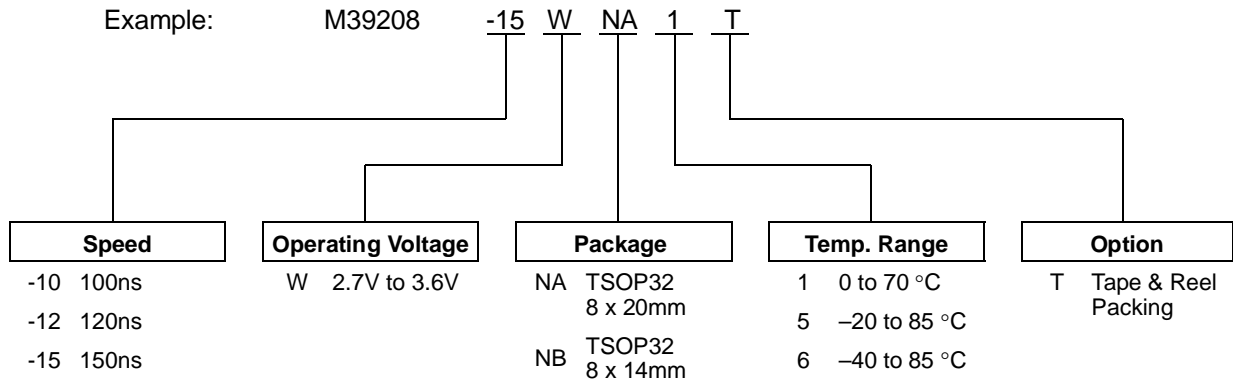 Example: M39208 -15 W NA 1 T
Speed Operating Voltage Package Temp. Range Option
-10 100ns
-12 120ns
-15 150ns
W 2.7V to 3.6V
NA TSOP32
8 x 20mm
NB TSOP32
8 x 14mm
1 0 to 70 °C
5 –20 to 85 °C
6 –40 to 85 °C
T Tape & Reel
Packing